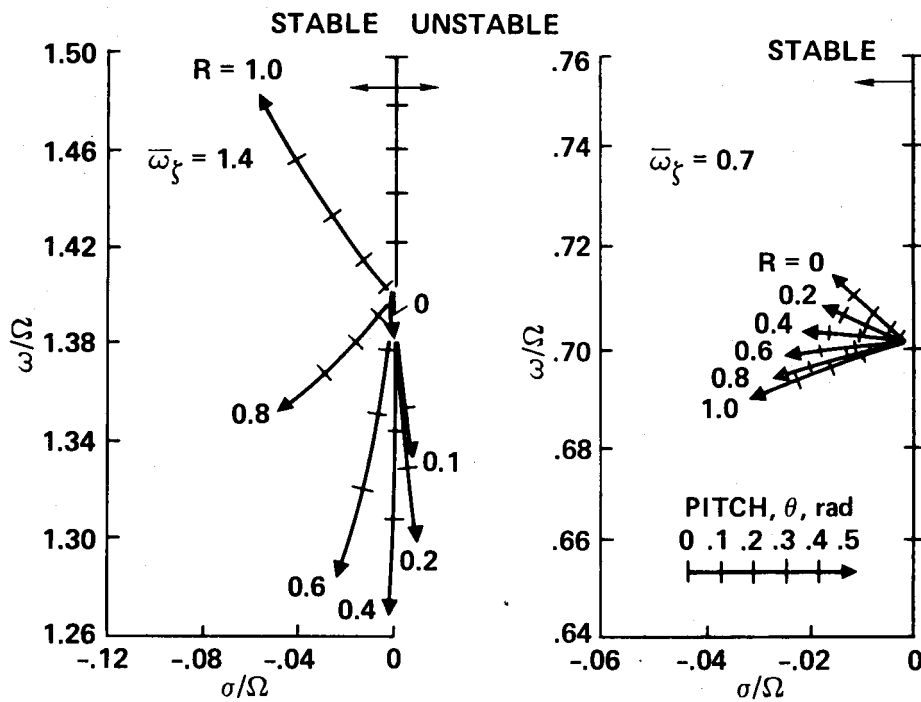 STABLE UNSTABLE
1.50
1.46
1.42
1.38
1.34
1.30
1.26
ω/Ω
R = 1.0
ω̅ζ = 1.4
0
0.8
0.1
0.2
0.6
0.4
-.12
-.08
-.04
0
σ/Ω
STABLE
.76
.74
.72
.70
.68
.66
.64
ω/Ω
ω̅ζ = 0.7
R = 0
0.2
0.4
0.6
0.8
1.0
PITCH, θ, rad
0 .1 .2 .3 .4 .5
-.06
-.04
-.02
0
σ/Ω